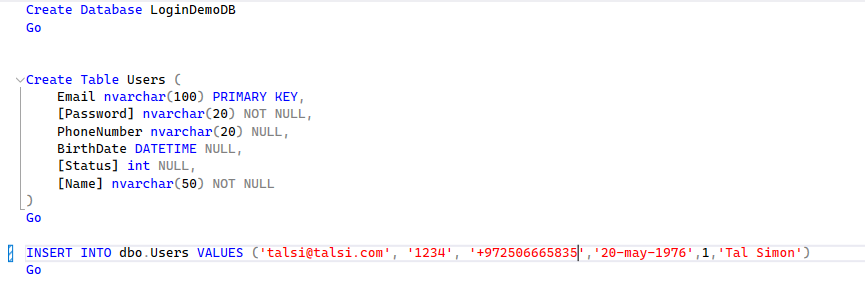 Create Database LoginDemoDB
Go
Create Table Users (
Email nvarchar(100) PRIMARY KEY,
[Password] nvarchar(20) NOT NULL,
PhoneNumber nvarchar(20) NULL,
BirthDate DATETIME NULL,
[Status] int NULL,
[Name] nvarchar(50) NOT NULL
)
Go
INSERT INTO dbo.Users VALUES ('talsi@talsi.com', '1234', '+972506665835','20-may-1976',1,'Tal Simon')
Go